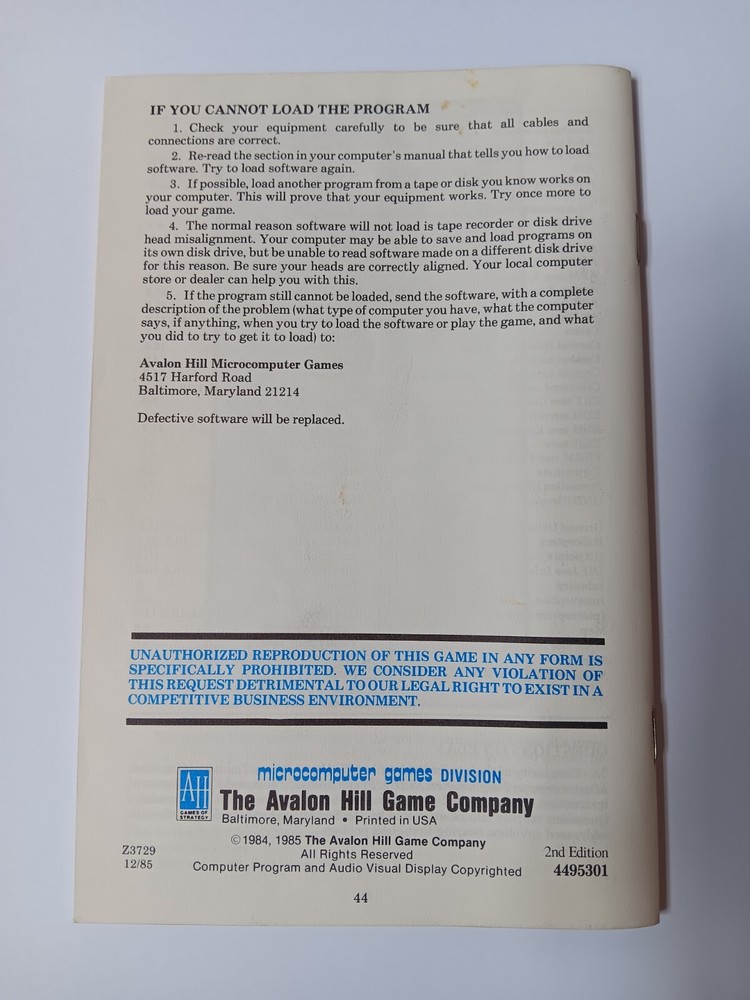 IF YOU CANNOT LOAD THE PROGRAM
1. Check your equipment carefully to be sure that all cables and
connections are correct.
2. Re-read the section in your computer's manual that tells you how to load
software. Try to load software again.
3. If possible, load another program from a tape or disk you know works on
your computer. This will prove that your equipment works. Try once more to
load your game.
4. The normal reason software will not load is tape recorder or disk drive
head misalignment. Your computer may be able to save and load programs on
its own disk drive, but be unable to read software made on a different disk drive
for this reason. Be sure your heads are correctly aligned. Your local computer
store or dealer can help you with this.
5. If the program still cannot be loaded, send the software, with a complete
description of the problem (what type of computer you have, what the computer
says, if anything, when you try to load the software or play the game, and what
you did to try to get it to load) to:
Avalon Hill Microcomputer Games
4517 Harford Road
Baltimore, Maryland 21214
Defective software will be replaced.
UNAUTHORIZED REPRODUCTION OF THIS GAME IN ANY FORM IS
SPECIFICALLY PROHIBITED. WE CONSIDER ANY VIOLATION OF
THIS REQUEST DETRIMENTAL TO OUR LEGAL RIGHT TO EXIST IN A
COMPETITIVE BUSINESS ENVIRONMENT.
AH
GAMES OF
STRATEGY
microcomputer games DIVISION
The Avalon Hill Game Company
Baltimore, Maryland • Printed in USA
©1984, 1985 The Avalon Hill Game Company
All Rights Reserved
Computer Program and Audio Visual Display Copyrighted
Z3729
12/85
2nd Edition
4495301
44